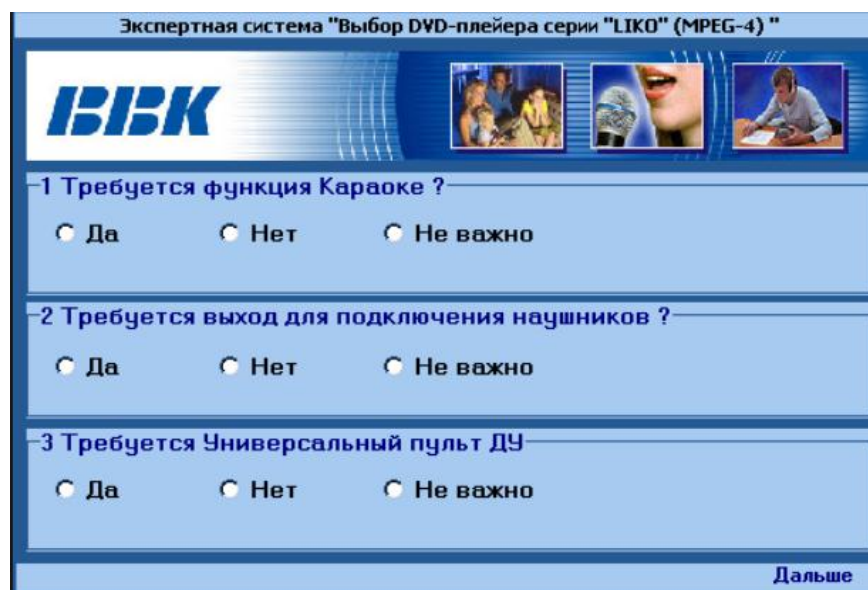 Экспертная система "Выбор DVD-плейера серии "LIKO" (MPEG-4) "
BBK
1 Требуется функция Караоке ?
Да Нет Не важно
2 Требуется выход для подключения наушников ?
Да Нет Не важно
3 Требуется Универсальный пульт ДУ
Да Нет Не важно
Дальше